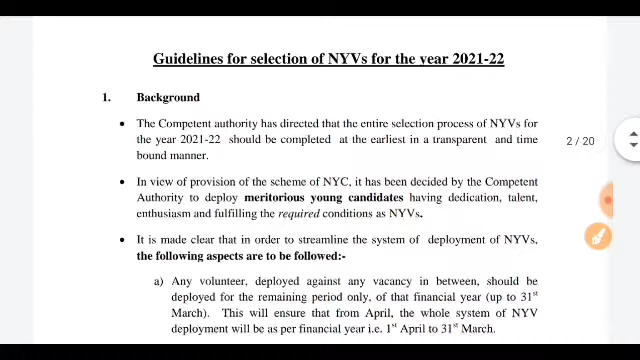 Guidelines for selection of NYVs for the year 2021-22
1. Background
• The Competent authority has directed that the entire selection process of NYVs for
the year 2021-22 should be completed at the earliest in a transparent and time
bound manner.
2 / 20
• In view of provision of the scheme of NYC, it has been decided by the Competent
Authority to deploy meritorious young candidates having dedication, talent,
enthusiasm and fulfilling the required conditions as NYVs.
• It is made clear that in order to streamline the system of deployment of NYVs,
the following aspects are to be followed:-
a) Any volunteer, deployed against any vacancy in between, should be
deployed for the remaining period only, of that financial year (up to 31st
March). This will ensure that from April, the whole system of NYV
deployment will be as per financial year i.e. 1st April to 31st March.